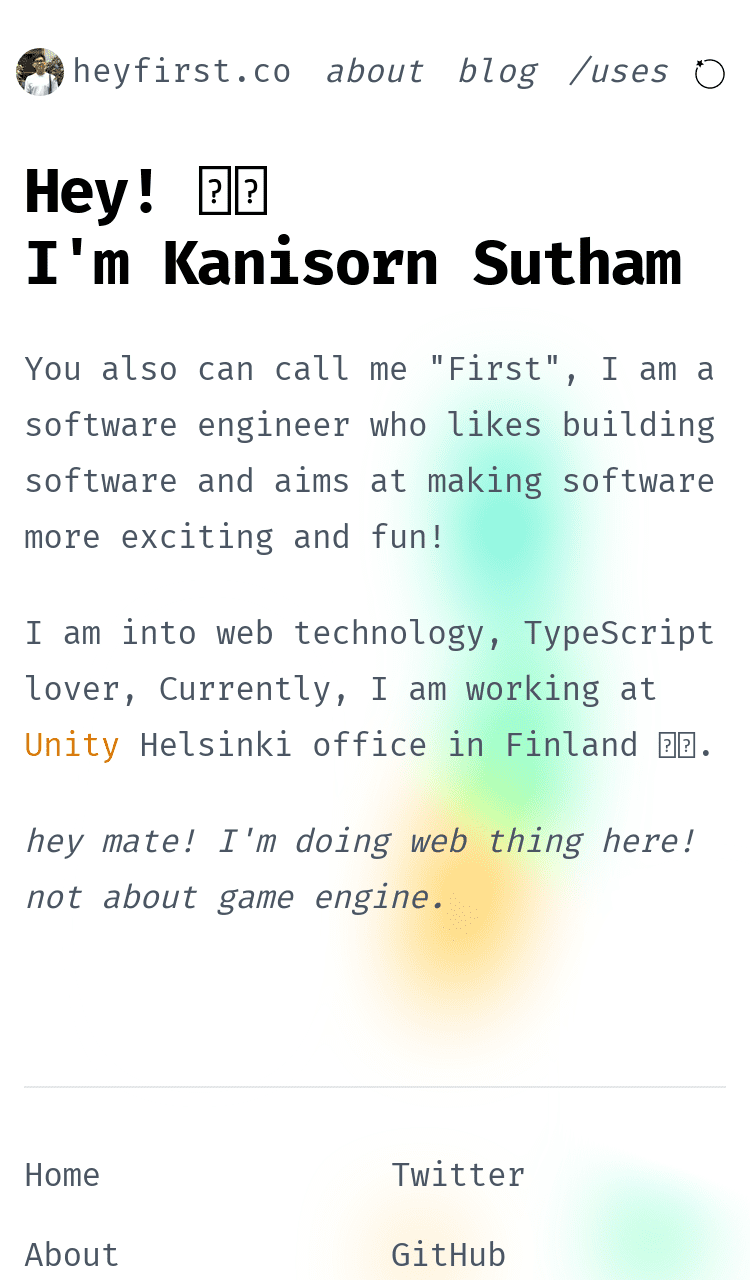 heyfirst.co about blog /uses
Hey!
I'm Kanisorn Sutham
You also can call me "First", I am a
software engineer who likes building
software and aims at making software
more exciting and fun!
I am into web technology, TypeScript
lover, Currently, I am working at
Unity Helsinki office in Finland .
hey mate! I'm doing web thing here!
not about game engine.
Home
Twitter
About
GitHub